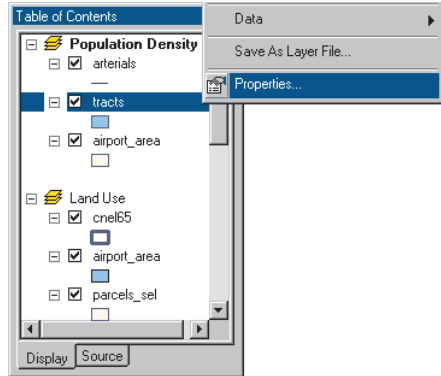 Table of Contents
Population Density
arterials
tracts
airport_area
Land Use
cnel65
airport_area
parcels_sel
Display Source
Data
Save As Layer File...
Properties...